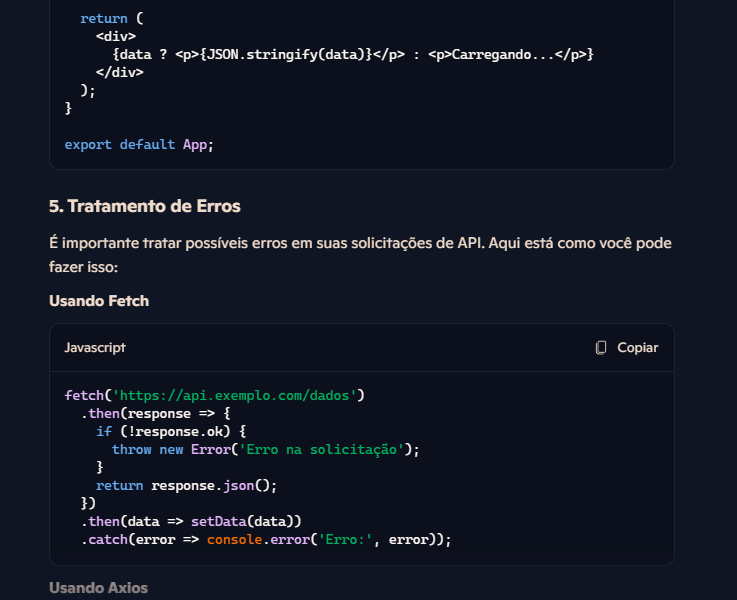 return (
<div>
{data ? <p>{JSON.stringify(data)}</p> : <p>Carregando...</p>}
</div>
);
}
export default App;
5. Tratamento de Erros
É importante tratar possíveis erros em suas solicitações de API. Aqui está como você pode
fazer isso:
Usando Fetch
Javascript Copiar
fetch('https://api.exemplo.com/dados')
.then(response => {
if (!response.ok) {
throw new Error('Erro na solicitação');
}
return response.json();
})
.then(data => setData(data))
.catch(error => console.error('Erro:', error));
Usando Axios